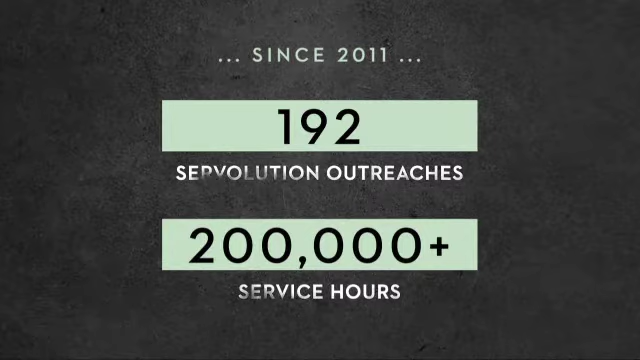 ... SINCE 2011 ...
192
SERVOLUTION OUTREACHES
200,000+
SERVICE HOURS